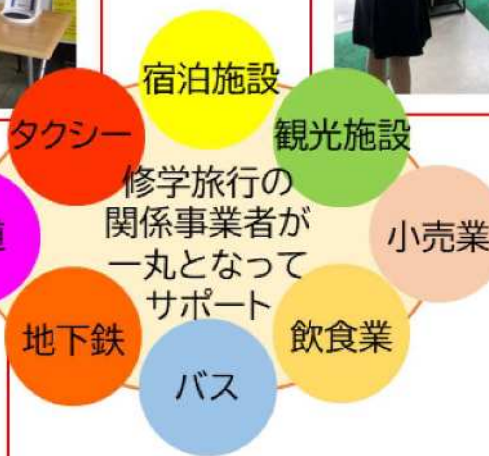 宿泊施設
タクシー
観光施設
修学旅行の
関係事業者が
一丸となって
サポート
小売業
地下鉄
飲食業
バス